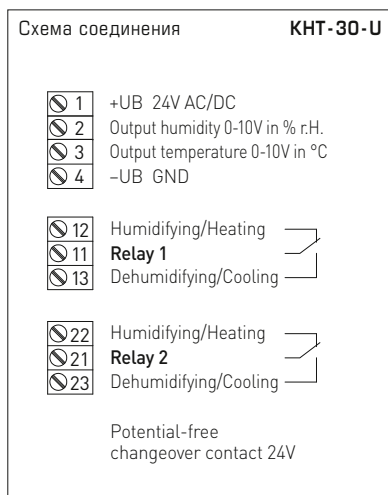 Схема соединения KHT-30-U
1 +UB 24V AC/DC
2 Output humidity 0-10V in % r.H.
3 Output temperature 0-10V in °C
4 –UB GND
12 Humidifying/Heating
11 Relay 1
13 Dehumidifying/Cooling
22 Humidifying/Heating
21 Relay 2
23 Dehumidifying/Cooling
Potential-free
changeover contact 24V